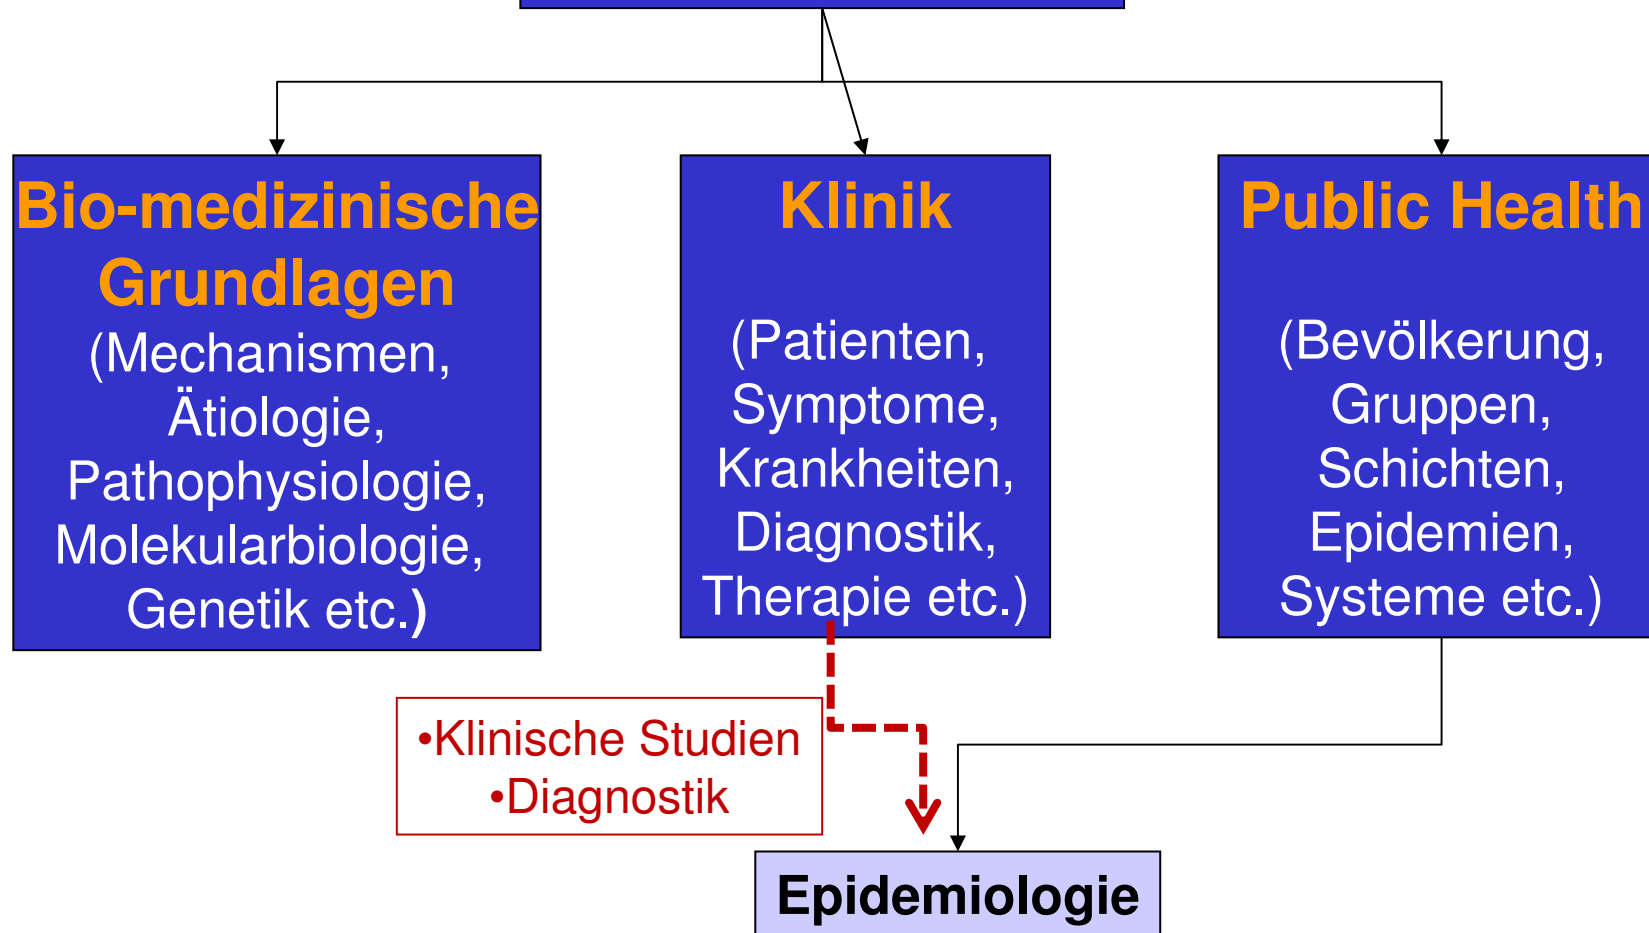 Bio-medizinische
Grundlagen
(Mechanismen,
Ätiologie,
Pathophysiologie,
Molekularbiologie,
Genetik etc.)
Klinik
(Patienten,
Symptome,
Krankheiten,
Diagnostik,
Therapie etc.)
Public Health
(Bevölkerung,
Gruppen,
Schichten,
Epidemien,
Systeme etc.)
•Klinische Studien
•Diagnostik
Epidemiologie